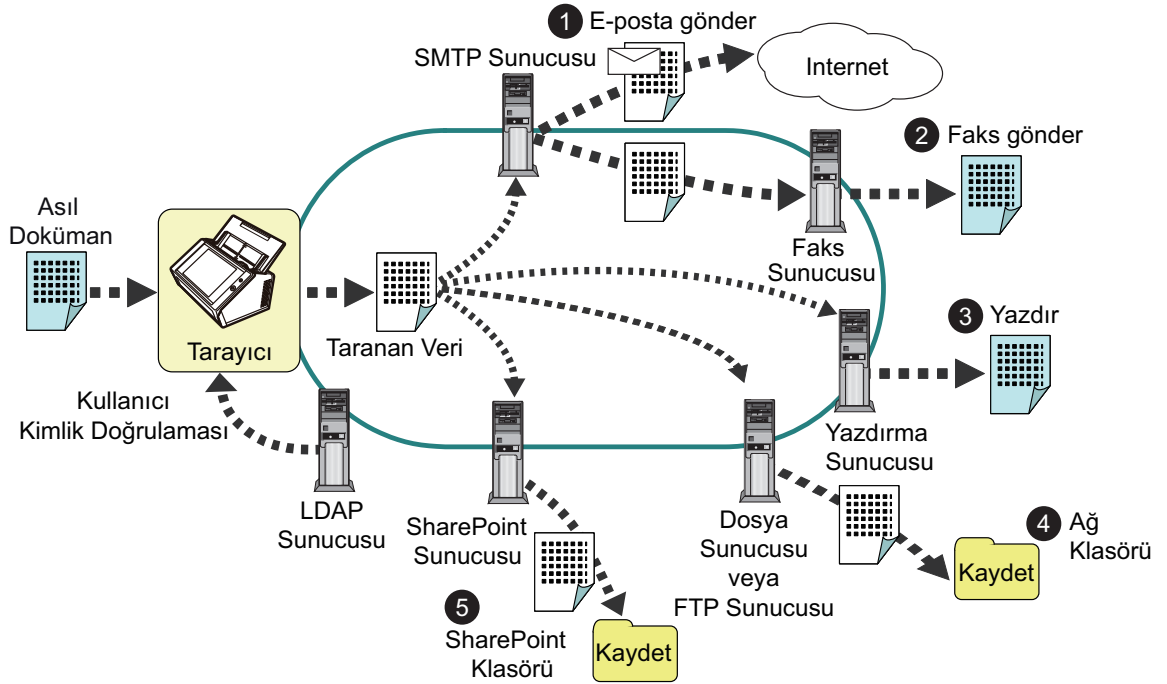 1 E-posta gönder
SMTP Sunucusu
Internet
2 Faks gönder
Asıl
Doküman
Faks
Sunucusu
3 Yazdır
Tarayıcı
Taranan Veri
Kullanıcı
Kimlik Doğrulaması
Yazdırma
Sunucusu
LDAP
Sunucusu
SharePoint
Sunucusu
Dosya
Sunucusu
veya
FTP Sunucusu
4 Ağ
Klasörü
Kaydet
5
SharePoint
Klasörü
Kaydet